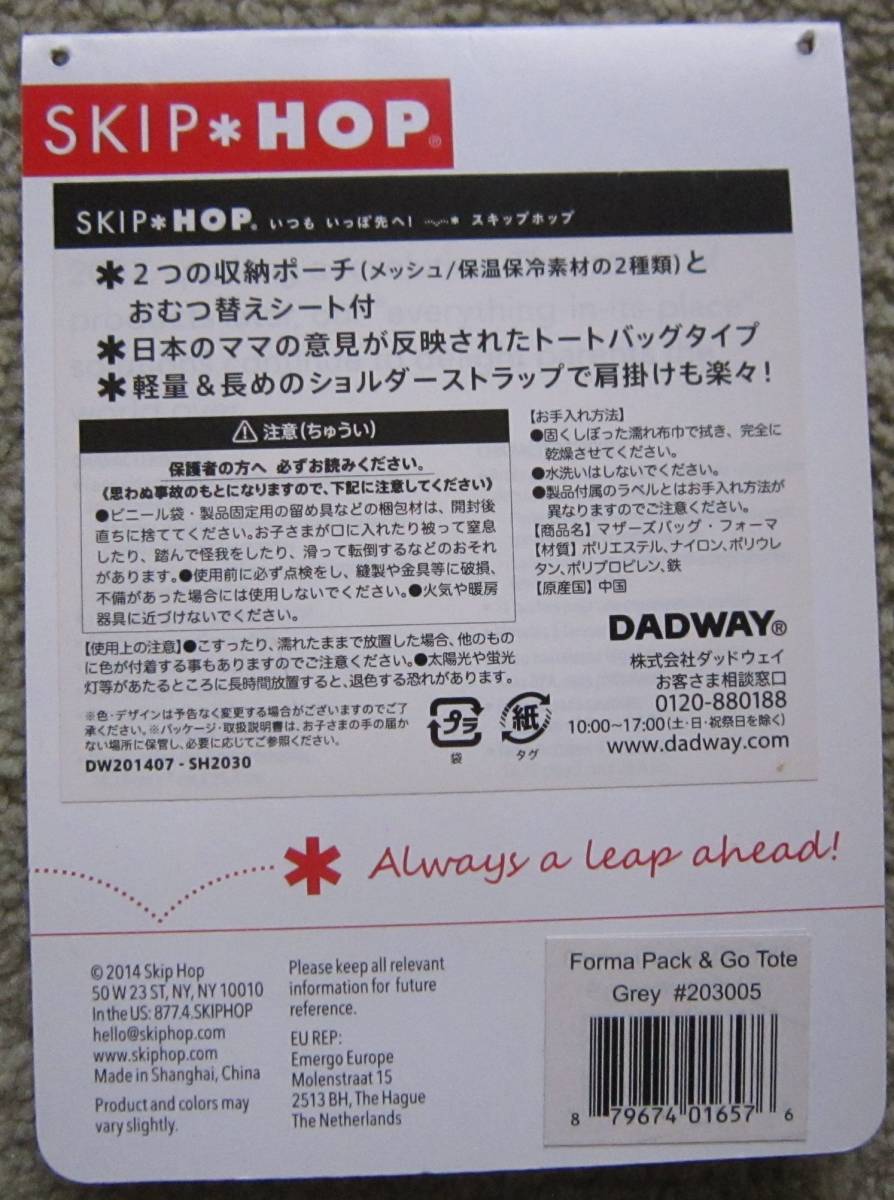 SKIP*HOP®
SKIP*HOP® いつも いっぽ先へ! スキップホップ
*2つの収納ポーチ(メッシュ/保温保冷素材の2種類)と
おむつ替えシート付
*日本のママの意見が反映されたトートバッグタイプ
*軽量&長めのショルダーストラップで肩掛けも楽々!
⚠注意(ちゅうい)
保護者の方へ 必ずお読みください。
《思わぬ事故のもとになりますので、下記に注意してください》
●ビニール袋・製品固定用の留め具などの梱包材は、開封後
直ちに捨ててください。お子さまが口に入れたり被って窒息
したり、踏んで怪我をしたり、滑って転倒するなどのおそれ
があります。●使用前に必ず点検をし、縫製や金具等に破損、
不備があった場合には使用しないでください。●火気や暖房
器具に近づけないでください。
【使用上の注意】●こすったり、濡れたままで放置した場合、他のもの
に色が付着する事もありますのでご注意ください。●太陽光や蛍光
灯等があたるところに長時間放置すると、退色する恐れがあります。
※色・デザインは予告なく変更する場合がございますのでご了
承ください。※パッケージ・取扱説明書は、お子さまの手の届か
ない場所に保管し、必要に応じてご参照ください。
DW201407 - SH2030
プラ
袋
紙
タグ
【お手入れ方法】
●固くしぼった濡れ布巾で拭き、完全に
乾燥させてください。
●水洗いはしないでください。
●製品付属のラベルとはお手入れ方法が
異なりますのでご注意ください。
【商品名】マザーズバッグ・フォーマ
【材質】ポリエステル、ナイロン、ポリウレ
タン、ポリプロピレン、鉄
【原産国】中国
DADWAY®
株式会社ダッドウェイ
お客さま相談窓口
0120-880188
10:00~17:00(土・日・祝祭日を除く)
www.dadway.com
* Always a leap ahead!
© 2014 Skip Hop
50 W 23 ST, NY, NY 10010
In the US: 877.4.SKIPHOP
hello@skiphop.com
www.skiphop.com
Made in Shanghai, China
Product and colors may
vary slightly.
Please keep all relevant
information for future
reference.
EU REP:
Emergo Europe
Molenstraat 15
2513 BH, The Hague
The Netherlands
Forma Pack & Go Tote
Grey #203005
8 79674 01657 6